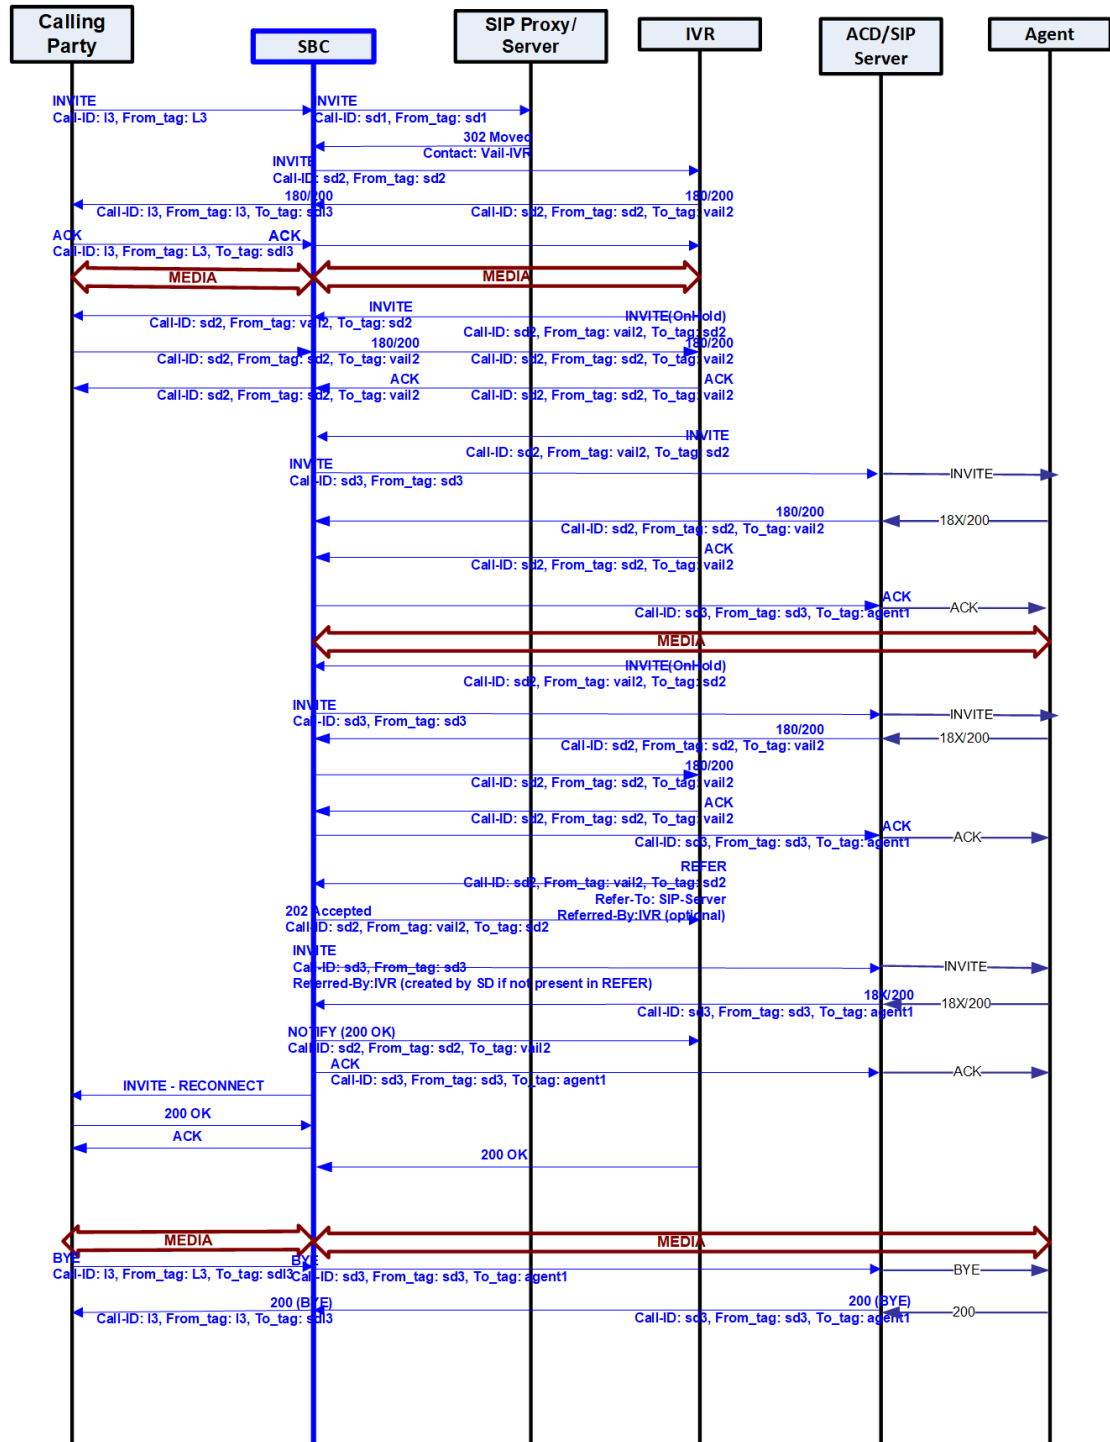 Calling
Party
SBC
SIP Proxy/
Server
IVR
ACD/SIP
Server
Agent
INVITE
Call-ID: l3, From_tag: L3
INVITE
Call-ID: sd1, From_tag: sd1
302 Moved
Contact: Vail-IVR
INVITE
Call-ID: sd2, From_tag: sd2
180/200
Call-ID: l3, From_tag: l3, To_tag: sdl3
180/200
Call-ID: sd2, From_tag: sd2, To_tag: vail2
ACK
Call-ID: l3, From_tag: L3, To_tag: sdl3
ACK
MEDIA
MEDIA
INVITE
Call-ID: sd2, From_tag: vail2, To_tag: sd2
INVITE(OnHold)
Call-ID: sd2, From_tag: vail2, To_tag: sd2
180/200
Call-ID: sd2, From_tag: sd2, To_tag: vail2
180/200
Call-ID: sd2, From_tag: sd2, To_tag: vail2
ACK
Call-ID: sd2, From_tag: sd2, To_tag: vail2
ACK
Call-ID: sd2, From_tag: sd2, To_tag: vail2
INVITE
Call-ID: sd2, From_tag: vail2, To_tag: sd2
INVITE
Call-ID: sd3, From_tag: sd3
INVITE
180/200
Call-ID: sd2, From_tag: sd2, To_tag: vail2
18X/200
ACK
Call-ID: sd2, From_tag: sd2, To_tag: vail2
ACK
Call-ID: sd3, From_tag: sd3, To_tag: agent1
ACK
MEDIA
INVITE(OnHold)
Call-ID: sd2, From_tag: vail2, To_tag: sd2
INVITE
Call-ID: sd3, From_tag: sd3
INVITE
180/200
Call-ID: sd2, From_tag: sd2, To_tag: vail2
18X/200
180/200
Call-ID: sd2, From_tag: sd2, To_tag: vail2
ACK
Call-ID: sd2, From_tag: sd2, To_tag: vail2
ACK
Call-ID: sd3, From_tag: sd3, To_tag: agent1
ACK
REFER
Call-ID: sd2, From_tag: vail2, To_tag: sd2
Refer-To: SIP-Server
Referred-By:IVR (optional)
202 Accepted
Call-ID: sd2, From_tag: vail2, To_tag: sd2
INVITE
Call-ID: sd3, From_tag: sd3
Referred-By:IVR (created by SD if not present in REFER)
INVITE
18X/200
Call-ID: sd3, From_tag: sd3, To_tag: agent1
18X/200
NOTIFY (200 OK)
Call-ID: sd2, From_tag: sd2, To_tag: vail2
ACK
Call-ID: sd3, From_tag: sd3, To_tag: agent1
ACK
INVITE - RECONNECT
200 OK
ACK
200 OK
MEDIA
MEDIA
BYE
Call-ID: l3, From_tag: L3, To_tag: sdl3
BYE
Call-ID: sd3, From_tag: sd3, To_tag: agent1
BYE
200 (BYE)
Call-ID: l3, From_tag: l3, To_tag: sdl3
200 (BYE)
Call-ID: sd3, From_tag: sd3, To_tag: agent1
200